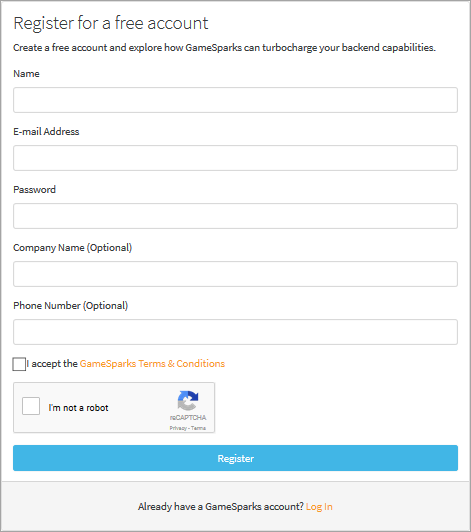 Register for a free account
Create a free account and explore how GameSparks can turbocharge your backend capabilities.
Name
E-mail Address
Password
Company Name (Optional)
Phone Number (Optional)
I accept the GameSparks Terms & Conditions
I'm not a robot
reCAPTCHA
Privacy - Terms
Register
Already have a GameSparks account? Log In